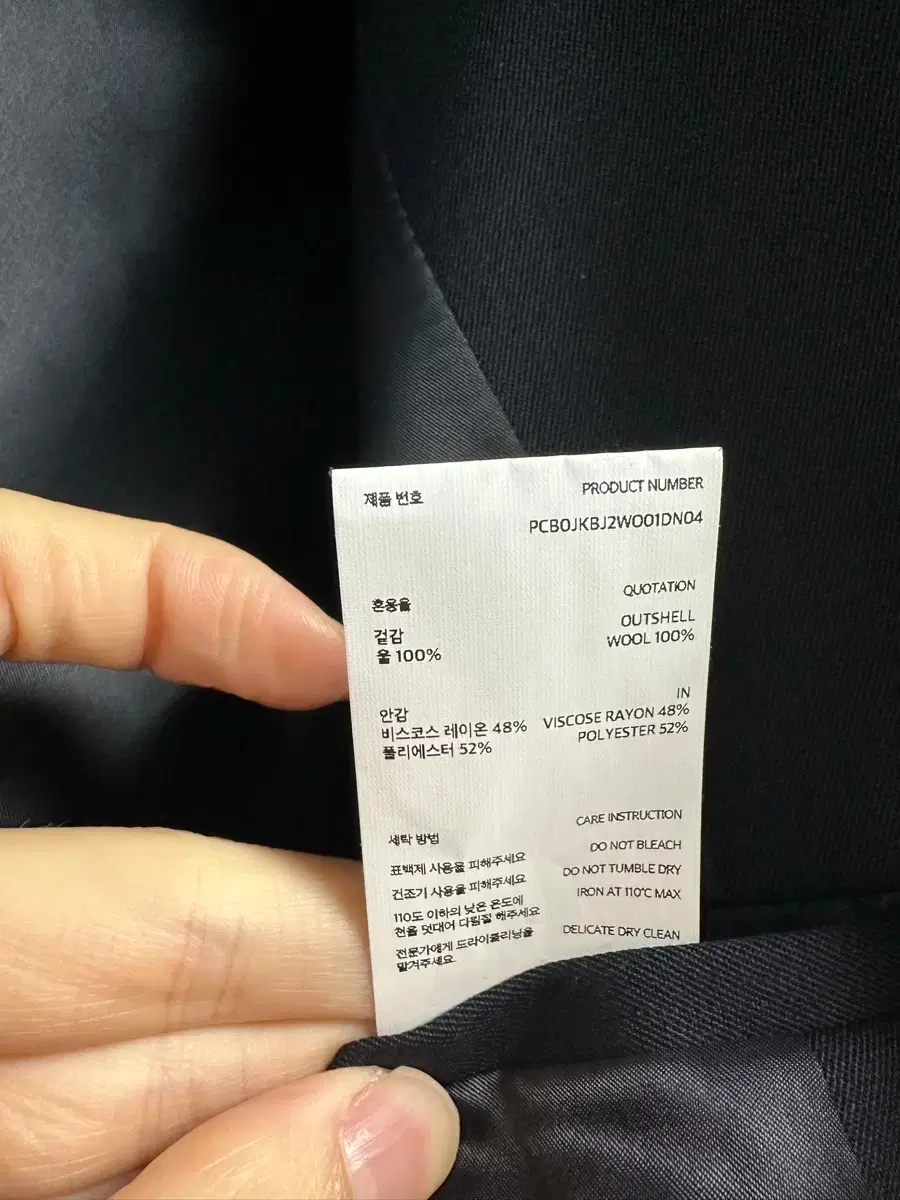 제품 번호
PRODUCT NUMBER
PCB0JKBJ2WO01DN04
혼용율
QUOTATION
겉감
울 100%
OUTSHELL
WOOL 100%
안감
비스코스 레이온 48%
폴리에스터 52%
IN
VISCOSE RAYON 48%
POLYESTER 52%
세탁 방법
CARE INSTRUCTION
표백제 사용을 피해주세요
DO NOT BLEACH
건조기 사용을 피해주세요
DO NOT TUMBLE DRY
110도 이하의 낮은 온도에
천을 덧대어 다림질 해주세요
IRON AT 110℃ MAX
전문가에게 드라이클리닝을
맡겨주세요.
DELICATE DRY CLEAN